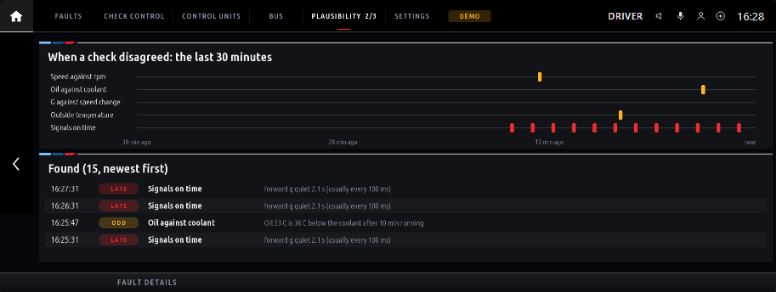 FAULTS CHECK CONTROL CONTROL UNITS BUS PLAUSIBILITY 2/3 SETTINGS DEMO DRIVER 16:28
When a check disagreed: the last 30 minutes
Speed against rpm
Oil against coolant
G against speed change
Outside temperature
Signals on time
30 min ago 20 min ago 10 min ago now
Found (15, newest first)
16:27:31 LATE Signals on time forward g quiet 2.1 s (usually every 100 ms)
16:26:31 LATE Signals on time forward g quiet 2.1 s (usually every 100 ms)
16:25:47 ODD Oil against coolant Oil 53 C is 36 C below the coolant after 10 min running
16:25:31 LATE Signals on time forward g quiet 2.1 s (usually every 100 ms)
FAULT DETAILS